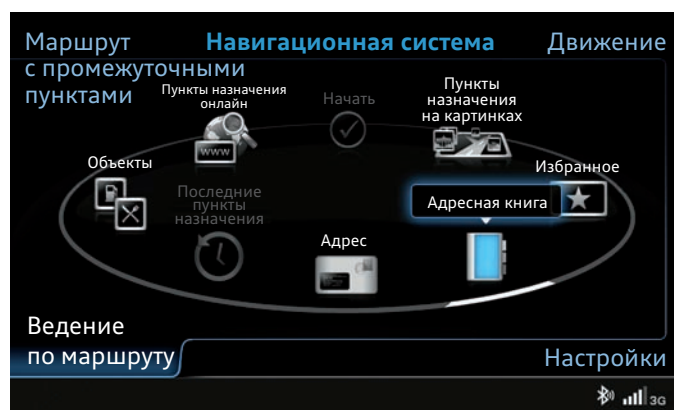 Маршрут
с промежуточными
пунктами
Навигационная система
Движение
Пункты назначения
онлайн
Начать
Пункты
назначения
на картинках
Объекты
Избранное
www
Последние
пункты
назначения
Адресная книга
Адрес
Ведение
по маршруту
Настройки
3G